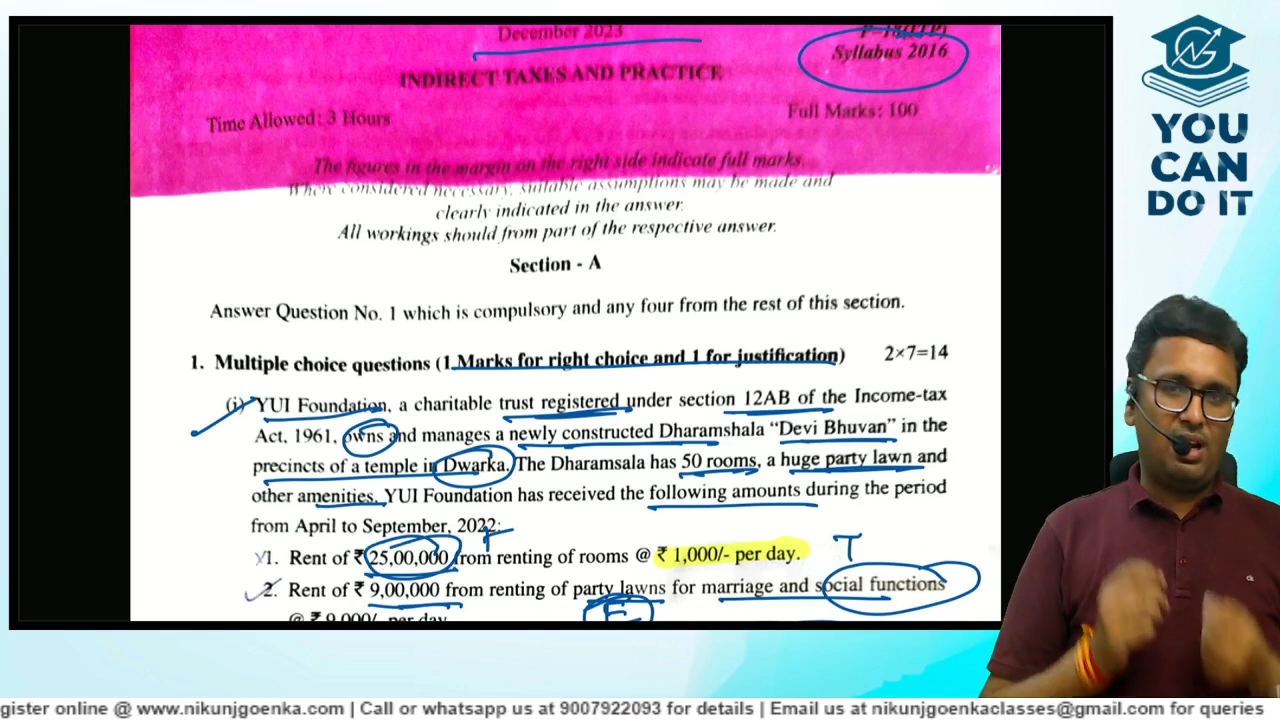 December 2023
Syllabus 2016
INDIRECT TAXES AND PRACTICE
Time Allowed: 3 Hours
Full Marks: 100
The figures in the margin on the right side indicate full marks.
Where considered necessary, suitable assumptions may be made and
clearly indicated in the answer.
All workings should from part of the respective answer.
Section - A
Answer Question No. 1 which is compulsory and any four from the rest of this section.
1. Multiple choice questions (1 Marks for right choice and 1 for justification) 2×7=14
(i) YUI Foundation, a charitable trust registered under section 12AB of the Income-tax
Act, 1961, owns and manages a newly constructed Dharamshala “Devi Bhuvan” in the
precincts of a temple in Dwarka. The Dharamsala has 50 rooms, a huge party lawn and
other amenities. YUI Foundation has received the following amounts during the period
from April to September, 2022:
1. Rent of ₹ 25,00,000 from renting of rooms @ ₹ 1,000/- per day.
T
2. Rent of ₹ 9,00,000 from renting of party lawns for marriage and social functions
@ ₹ 9,000/- per day
E
NG
YOU
CAN
DO IT
gister online @ www.nikunjgoenka.com | Call or whatsapp us at 9007922093 for details | Email us at nikunjgoenkaclasses@gmail.com for queries